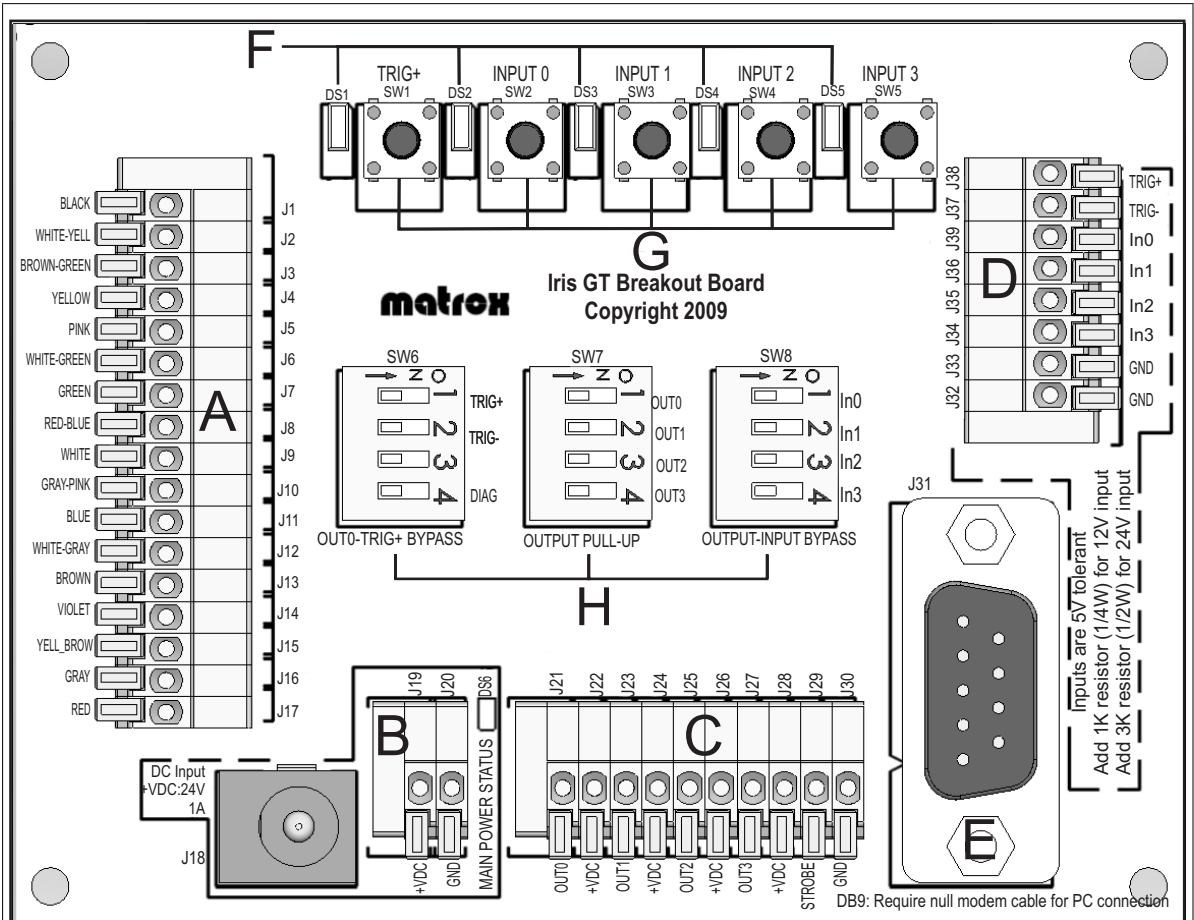 F
TRIG+ INPUT 0 INPUT 1 INPUT 2 INPUT 3
DS1 SW1 DS2 SW2 DS3 SW3 DS4 SW4 DS5 SW5
G
BLACK J1
WHITE-YELL J2
BROWN-GREEN J3
YELLOW J4
PINK J5
WHITE-GREEN J6
GREEN J7
RED-BLUE J8
WHITE J9
GRAY-PINK J10
BLUE J11
WHITE-GRAY J12
BROWN J13
VIOLET J14
YELL_BROW J15
GRAY J16
RED J17
A
matrox
Iris GT Breakout Board
Copyright 2009
J38 TRIG+
J37 TRIG-
J39 In0
J36 In1
J35 In2
J34 In3
J33 GND
J32 GND
D
SW6
ON
1 TRIG+
2 TRIG-
3
4 DIAG
OUT0-TRIG+ BYPASS
SW7
ON
1 OUT0
2 OUT1
3 OUT2
4 OUT3
OUTPUT PULL-UP
SW8
ON
1 In0
2 In1
3 In2
4 In3
OUTPUT-INPUT BYPASS
H
J31
Inputs are 5V tolerant
Add 1K resistor (1/4W) for 12V input
Add 3K resistor (1/2W) for 24V input
DC Input
+VDC:24V
1A
J18
J19 J20
B
+VDC GND
DS6
MAIN POWER STATUS
J21 J22 J23 J24 J25 J26 J27 J28 J29 J30
C
OUT0 +VDC OUT1 +VDC OUT2 +VDC OUT3 +VDC STROBE GND
E
DB9: Require null modem cable for PC connection